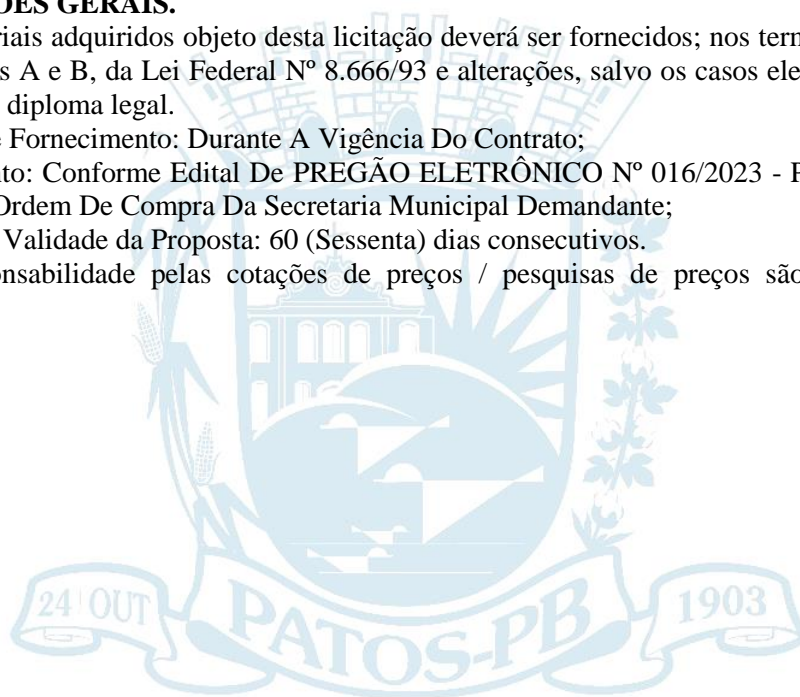 ÕES GERAIS.
riais adquiridos objeto desta licitação deverá ser fornecidos; nos term
s A e B, da Lei Federal Nº 8.666/93 e alterações, salvo os casos ele
diploma legal.
e Fornecimento: Durante A Vigência Do Contrato;
nto: Conforme Edital De PREGÃO ELETRÔNICO Nº 016/2023 - P
Ordem De Compra Da Secretaria Municipal Demandante;
Validade da Proposta: 60 (Sessenta) dias consecutivos.
onsabilidade pelas cotações de preços / pesquisas de preços são
24 OUT PATOS-PB 1903